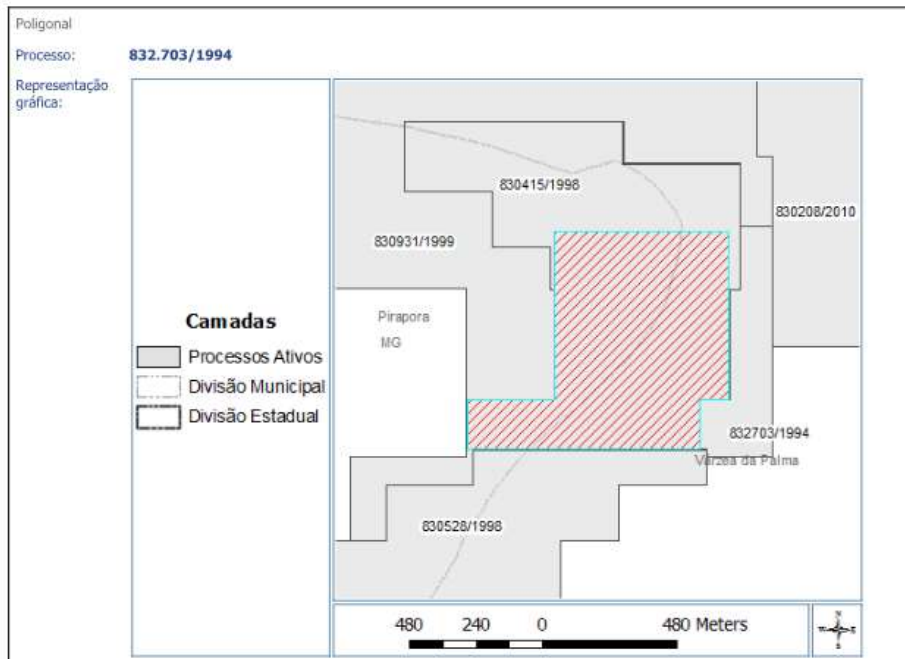 Poligonal
Processo: 832.703/1994
Representação
gráfica:
830415/1998
830208/2010
830931/1999
Camadas
Processos Ativos
Divisão Municipal
Divisão Estadual
Pirapora
MG
832703/1994
Varzea da Palma
830528/1998
480 240 0 480 Meters